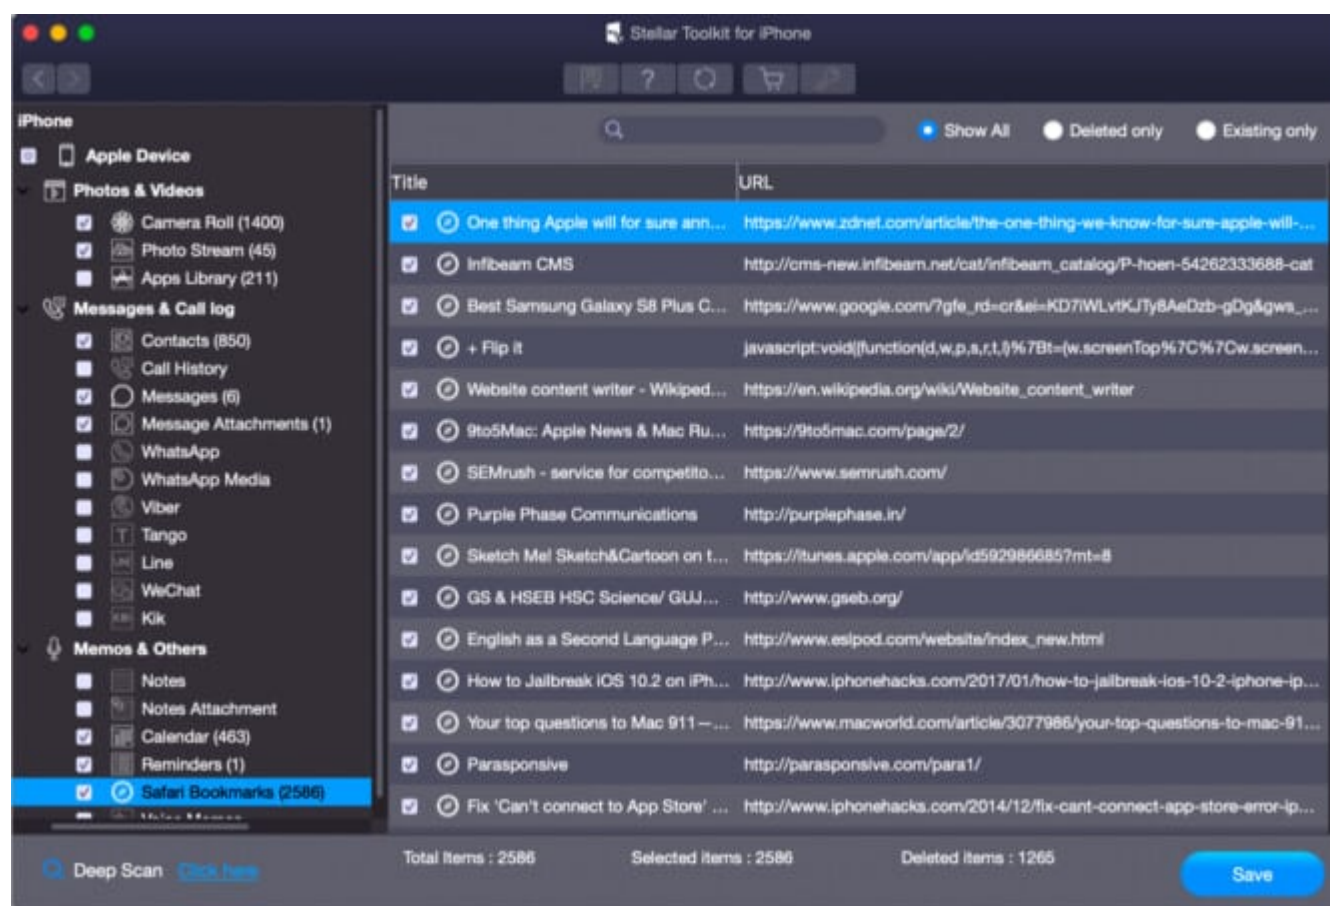 Stellar Toolkit for iPhone
?
iPhone
Apple Device
Photos & Videos
Camera Roll (1400)
Photo Stream (45)
Apps Library (211)
Messages & Call log
Contacts (850)
Call History
Messages (6)
Message Attachments (1)
WhatsApp
WhatsApp Media
Viber
Tango
Line
WeChat
Kik
Memos & Others
Notes
Notes Attachment
Calendar (463)
Reminders (1)
Safari Bookmarks (2586)
Voice Memos
Deep Scan Click here
Show All Deleted only Existing only
Title URL
One thing Apple will for sure ann... https://www.zdnet.com/article/the-one-thing-we-know-for-sure-apple-will-...
Infibeam CMS http://cms-new.infibeam.net/cat/infibeam_catalog/P-hoen-54262333688-cat
Best Samsung Galaxy S8 Plus C... https://www.google.com/?gfe_rd=cr&ei=KD7iWLvtKJTy8AeDzb-gDg&gws_...
+ Flip it javascript:void((function(d,w,p,s,r,t,l)%7Bt=(w.screenTop%7C%7Cw.screen...
Website content writer - Wikiped... https://en.wikipedia.org/wiki/Website_content_writer
9to5Mac: Apple News & Mac Ru... https://9to5mac.com/page/2/
SEMrush - service for competito... https://www.semrush.com/
Purple Phase Communications http://purplephase.in/
Sketch Me! Sketch&Cartoon on t... https://itunes.apple.com/app/id592986685?mt=8
GS & HSEB HSC Science/ GUJ... http://www.gseb.org/
English as a Second Language P... http://www.eslpod.com/website/index_new.html
How to Jailbreak iOS 10.2 on iPh... http://www.iphonehacks.com/2017/01/how-to-jailbreak-ios-10-2-iphone-ip...
Your top questions to Mac 911—... https://www.macworld.com/article/3077986/your-top-questions-to-mac-91...
Parasponsive http://parasponsive.com/para1/
Fix 'Can't connect to App Store' ... http://www.iphonehacks.com/2014/12/fix-cant-connect-app-store-error-ip...
Total Items : 2586 Selected items : 2586 Deleted items : 1265
Save